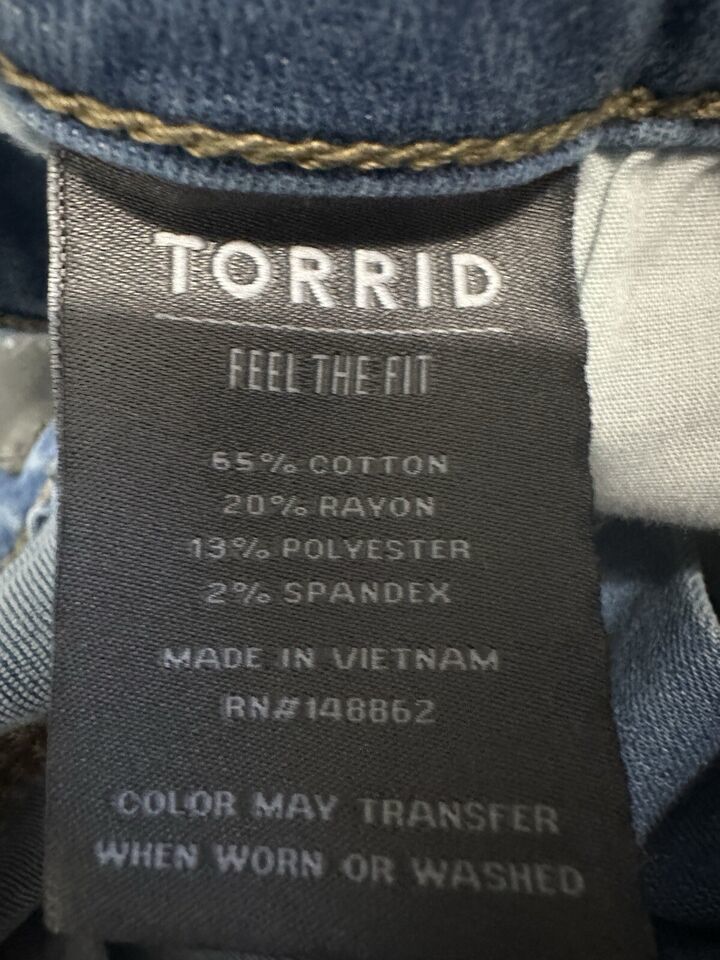 TORRID
FEEL THE FIT
65% COTTON
20% RAYON
13% POLYESTER
2% SPANDEX
MADE IN VIETNAM
RN#148862
COLOR MAY TRANSFER
WHEN WORN OR WASHED